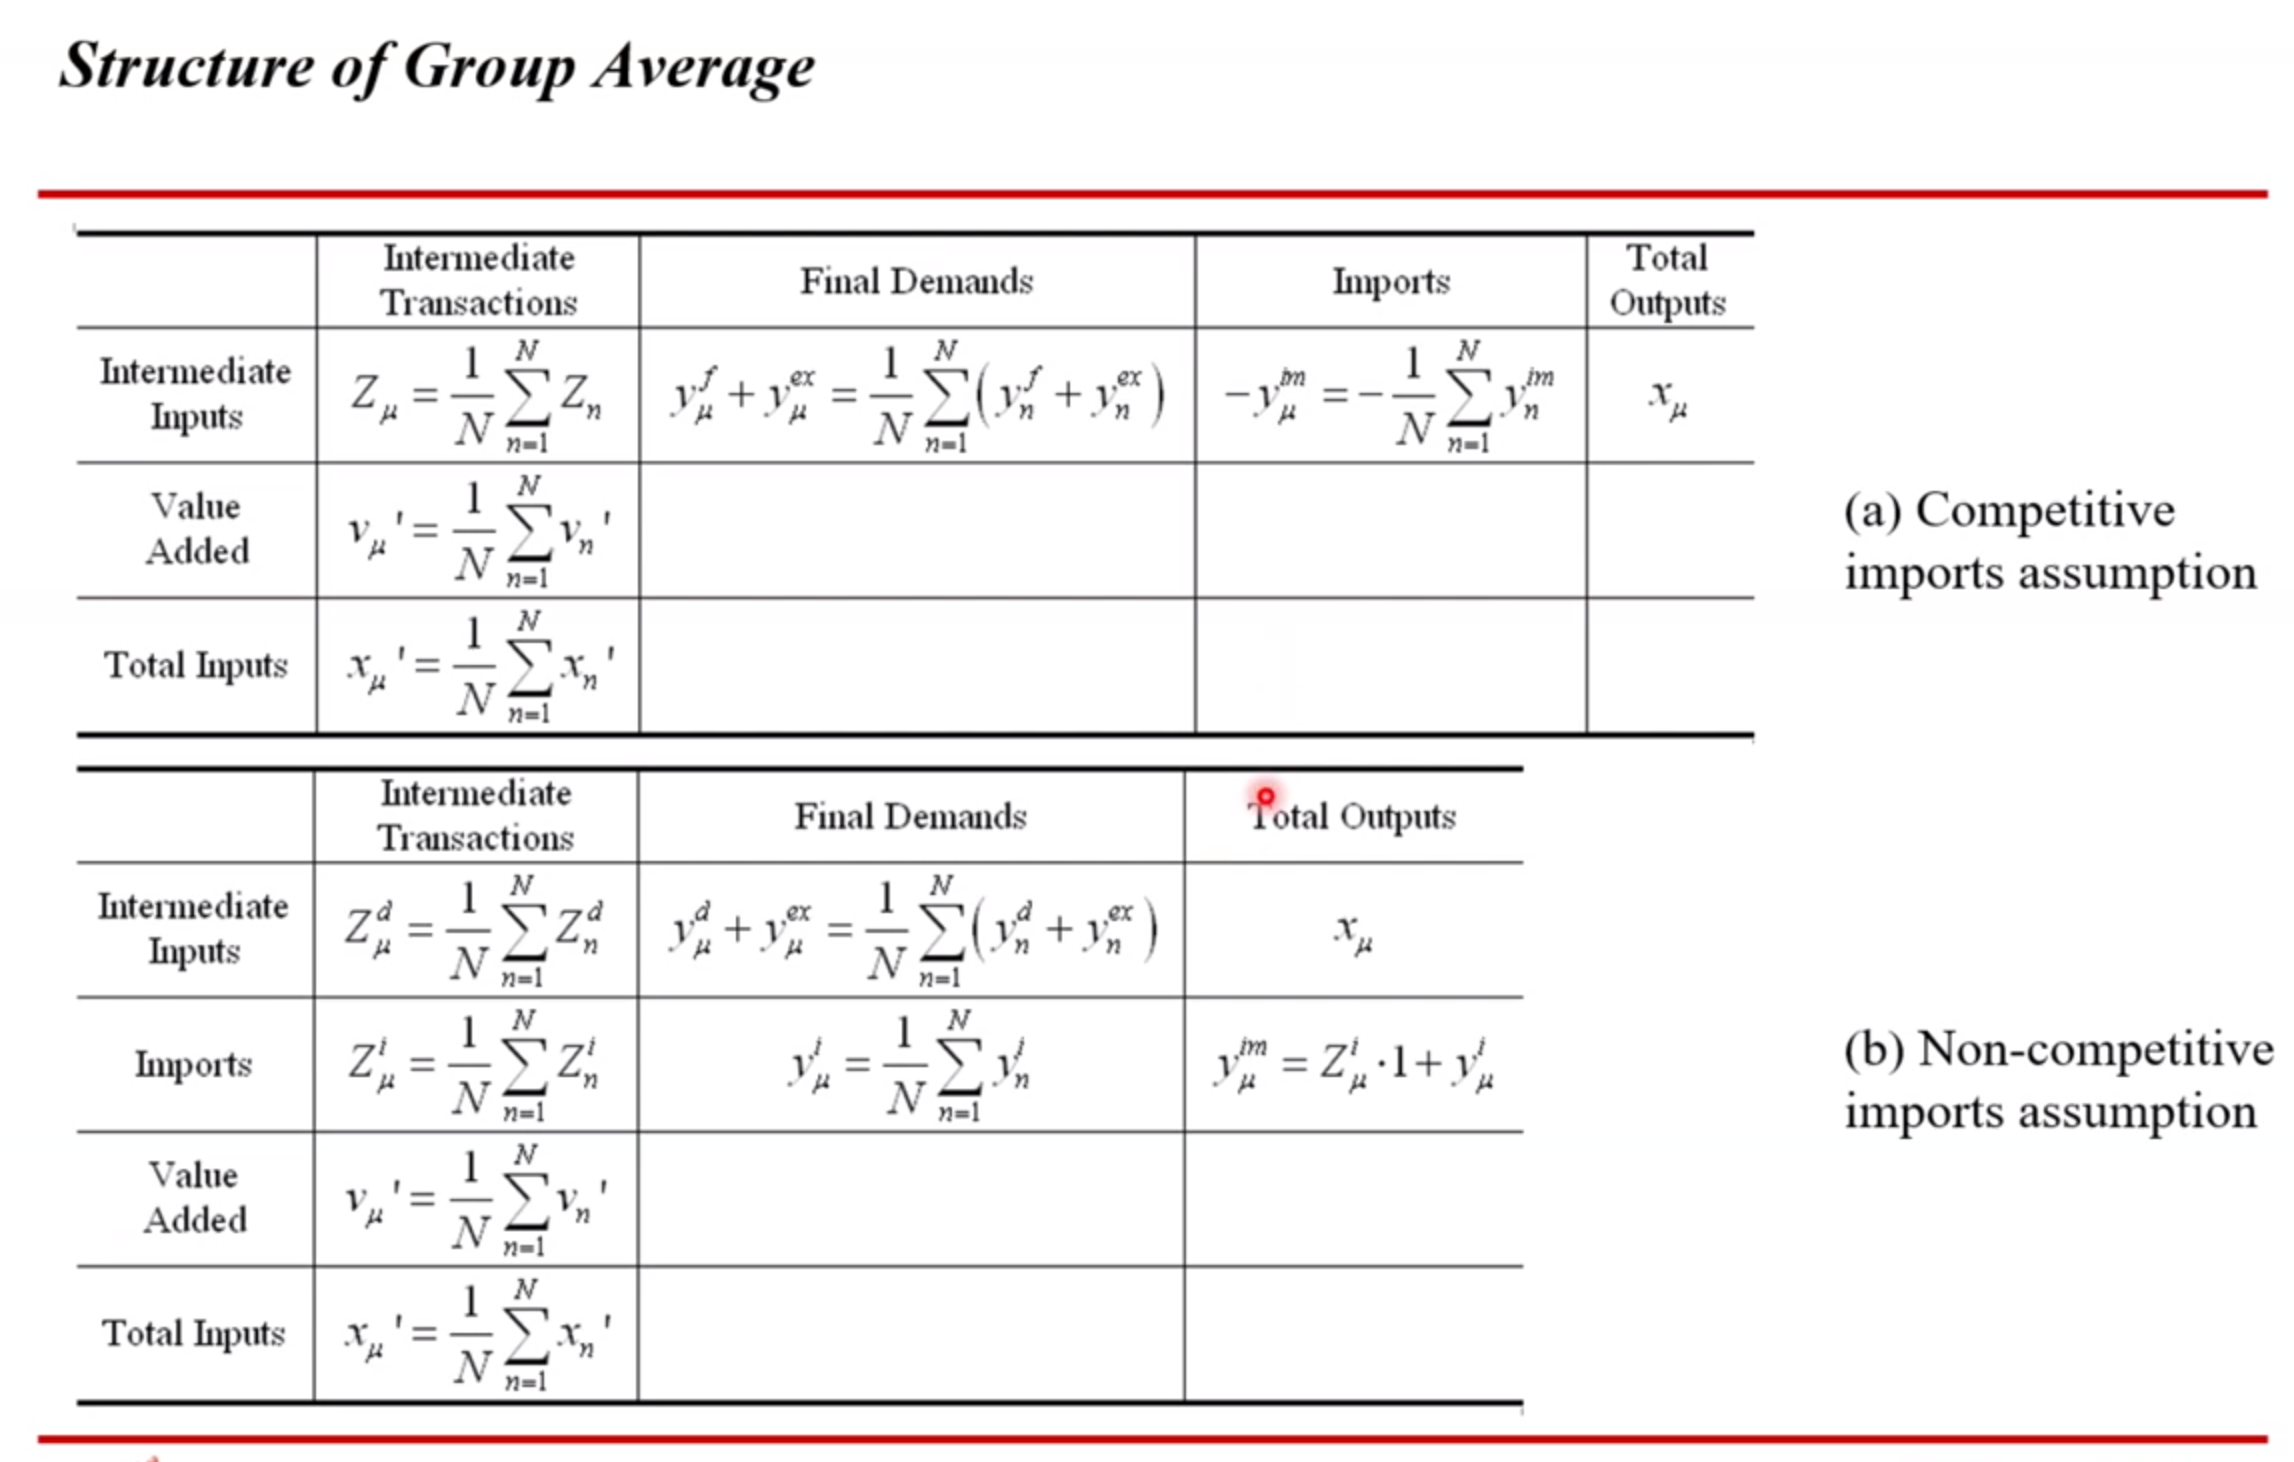 Structure of Group Average
Intermediate Transactions | Final Demands | Imports | Total Outputs
Intermediate Inputs | $Z_\mu = \frac{1}{N}\sum_{n=1}^{N} Z_n$ | $y_\mu^f + y_\mu^{ex} = \frac{1}{N}\sum_{n=1}^{N}\left(y_n^f + y_n^{ex}\right)$ | $-y_\mu^{im} = -\frac{1}{N}\sum_{n=1}^{N} y_n^{im}$ | $x_\mu$
Value Added | $v_\mu' = \frac{1}{N}\sum_{n=1}^{N} v_n'$
Total Inputs | $x_\mu' = \frac{1}{N}\sum_{n=1}^{N} x_n'$
(a) Competitive
imports assumption
Intermediate Transactions | Final Demands | Total Outputs
Intermediate Inputs | $Z_\mu^d = \frac{1}{N}\sum_{n=1}^{N} Z_n^d$ | $y_\mu^d + y_\mu^{ex} = \frac{1}{N}\sum_{n=1}^{N}\left(y_n^d + y_n^{ex}\right)$ | $x_\mu$
Imports | $Z_\mu^i = \frac{1}{N}\sum_{n=1}^{N} Z_n^i$ | $y_\mu^i = \frac{1}{N}\sum_{n=1}^{N} y_n^i$ | $y_\mu^{im} = Z_\mu^i \cdot 1 + y_\mu^i$
Value Added | $v_\mu' = \frac{1}{N}\sum_{n=1}^{N} v_n'$
Total Inputs | $x_\mu' = \frac{1}{N}\sum_{n=1}^{N} x_n'$
(b) Non-competitive
imports assumption